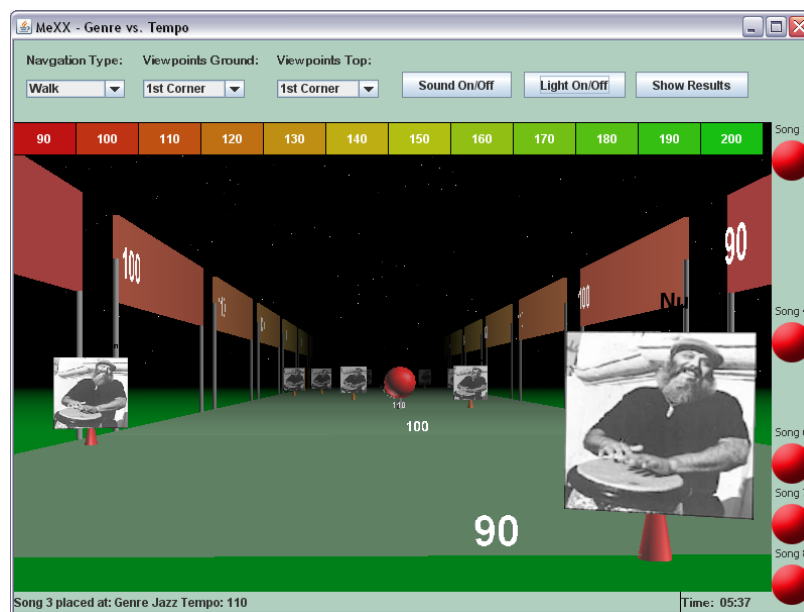 MeXX - Genre vs. Tempo
Navgation Type: Viewpoints Ground: Viewpoints Top:
Walk 1st Corner 1st Corner Sound On/Off Light On/Off Show Results
90 100 110 120 130 140 150 160 170 180 190 200
Song
100
90
100
Nu
Song
110
100
90
Song
Song 7
Song 8
Song 3 placed at: Genre Jazz Tempo: 110 Time: 05:37